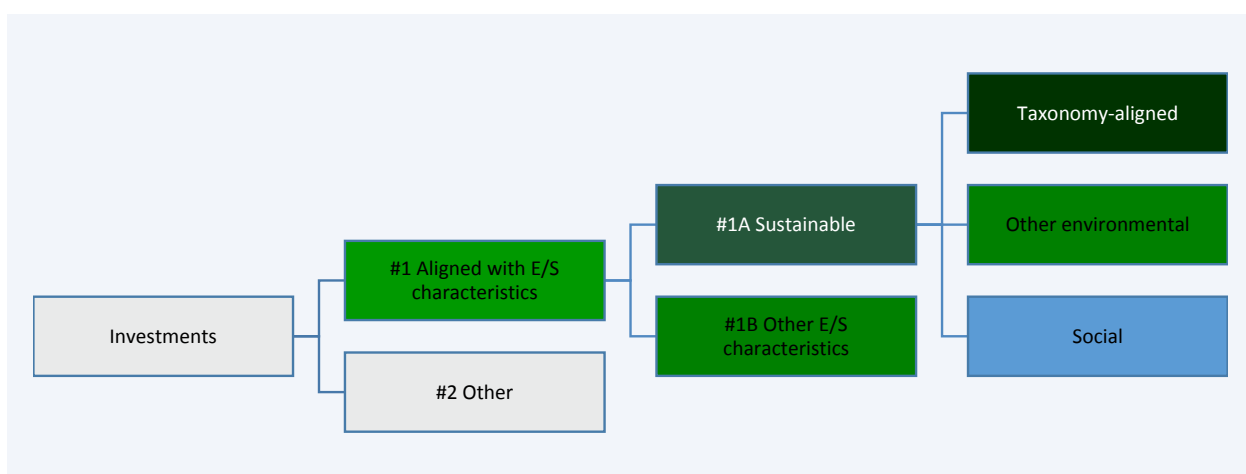 Investments
#1 Aligned with E/S
characteristics
#2 Other
#1A Sustainable
#1B Other E/S
characteristics
Taxonomy-aligned
Other environmental
Social